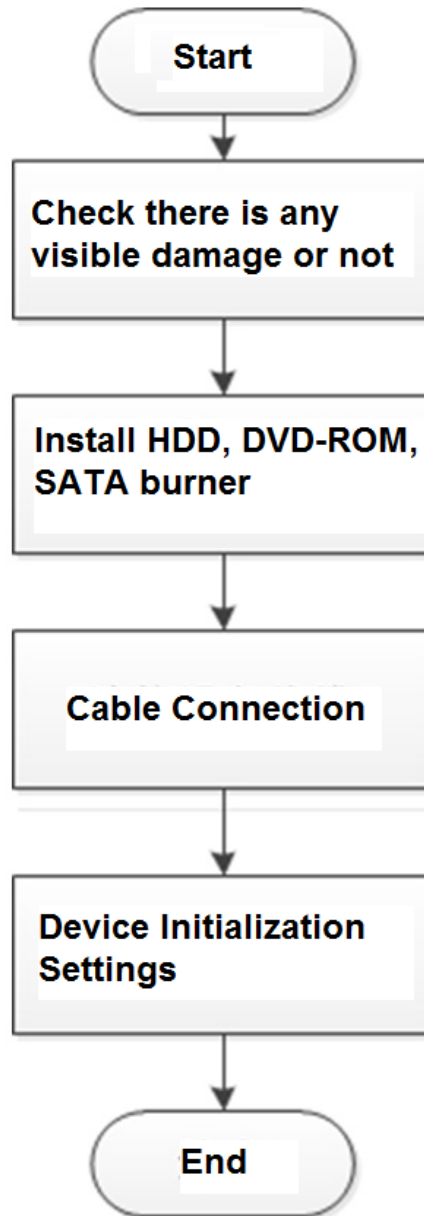 Start
Check there is any
visible damage or not
Install HDD, DVD-ROM,
SATA burner
Cable Connection
Device Initialization
Settings
End